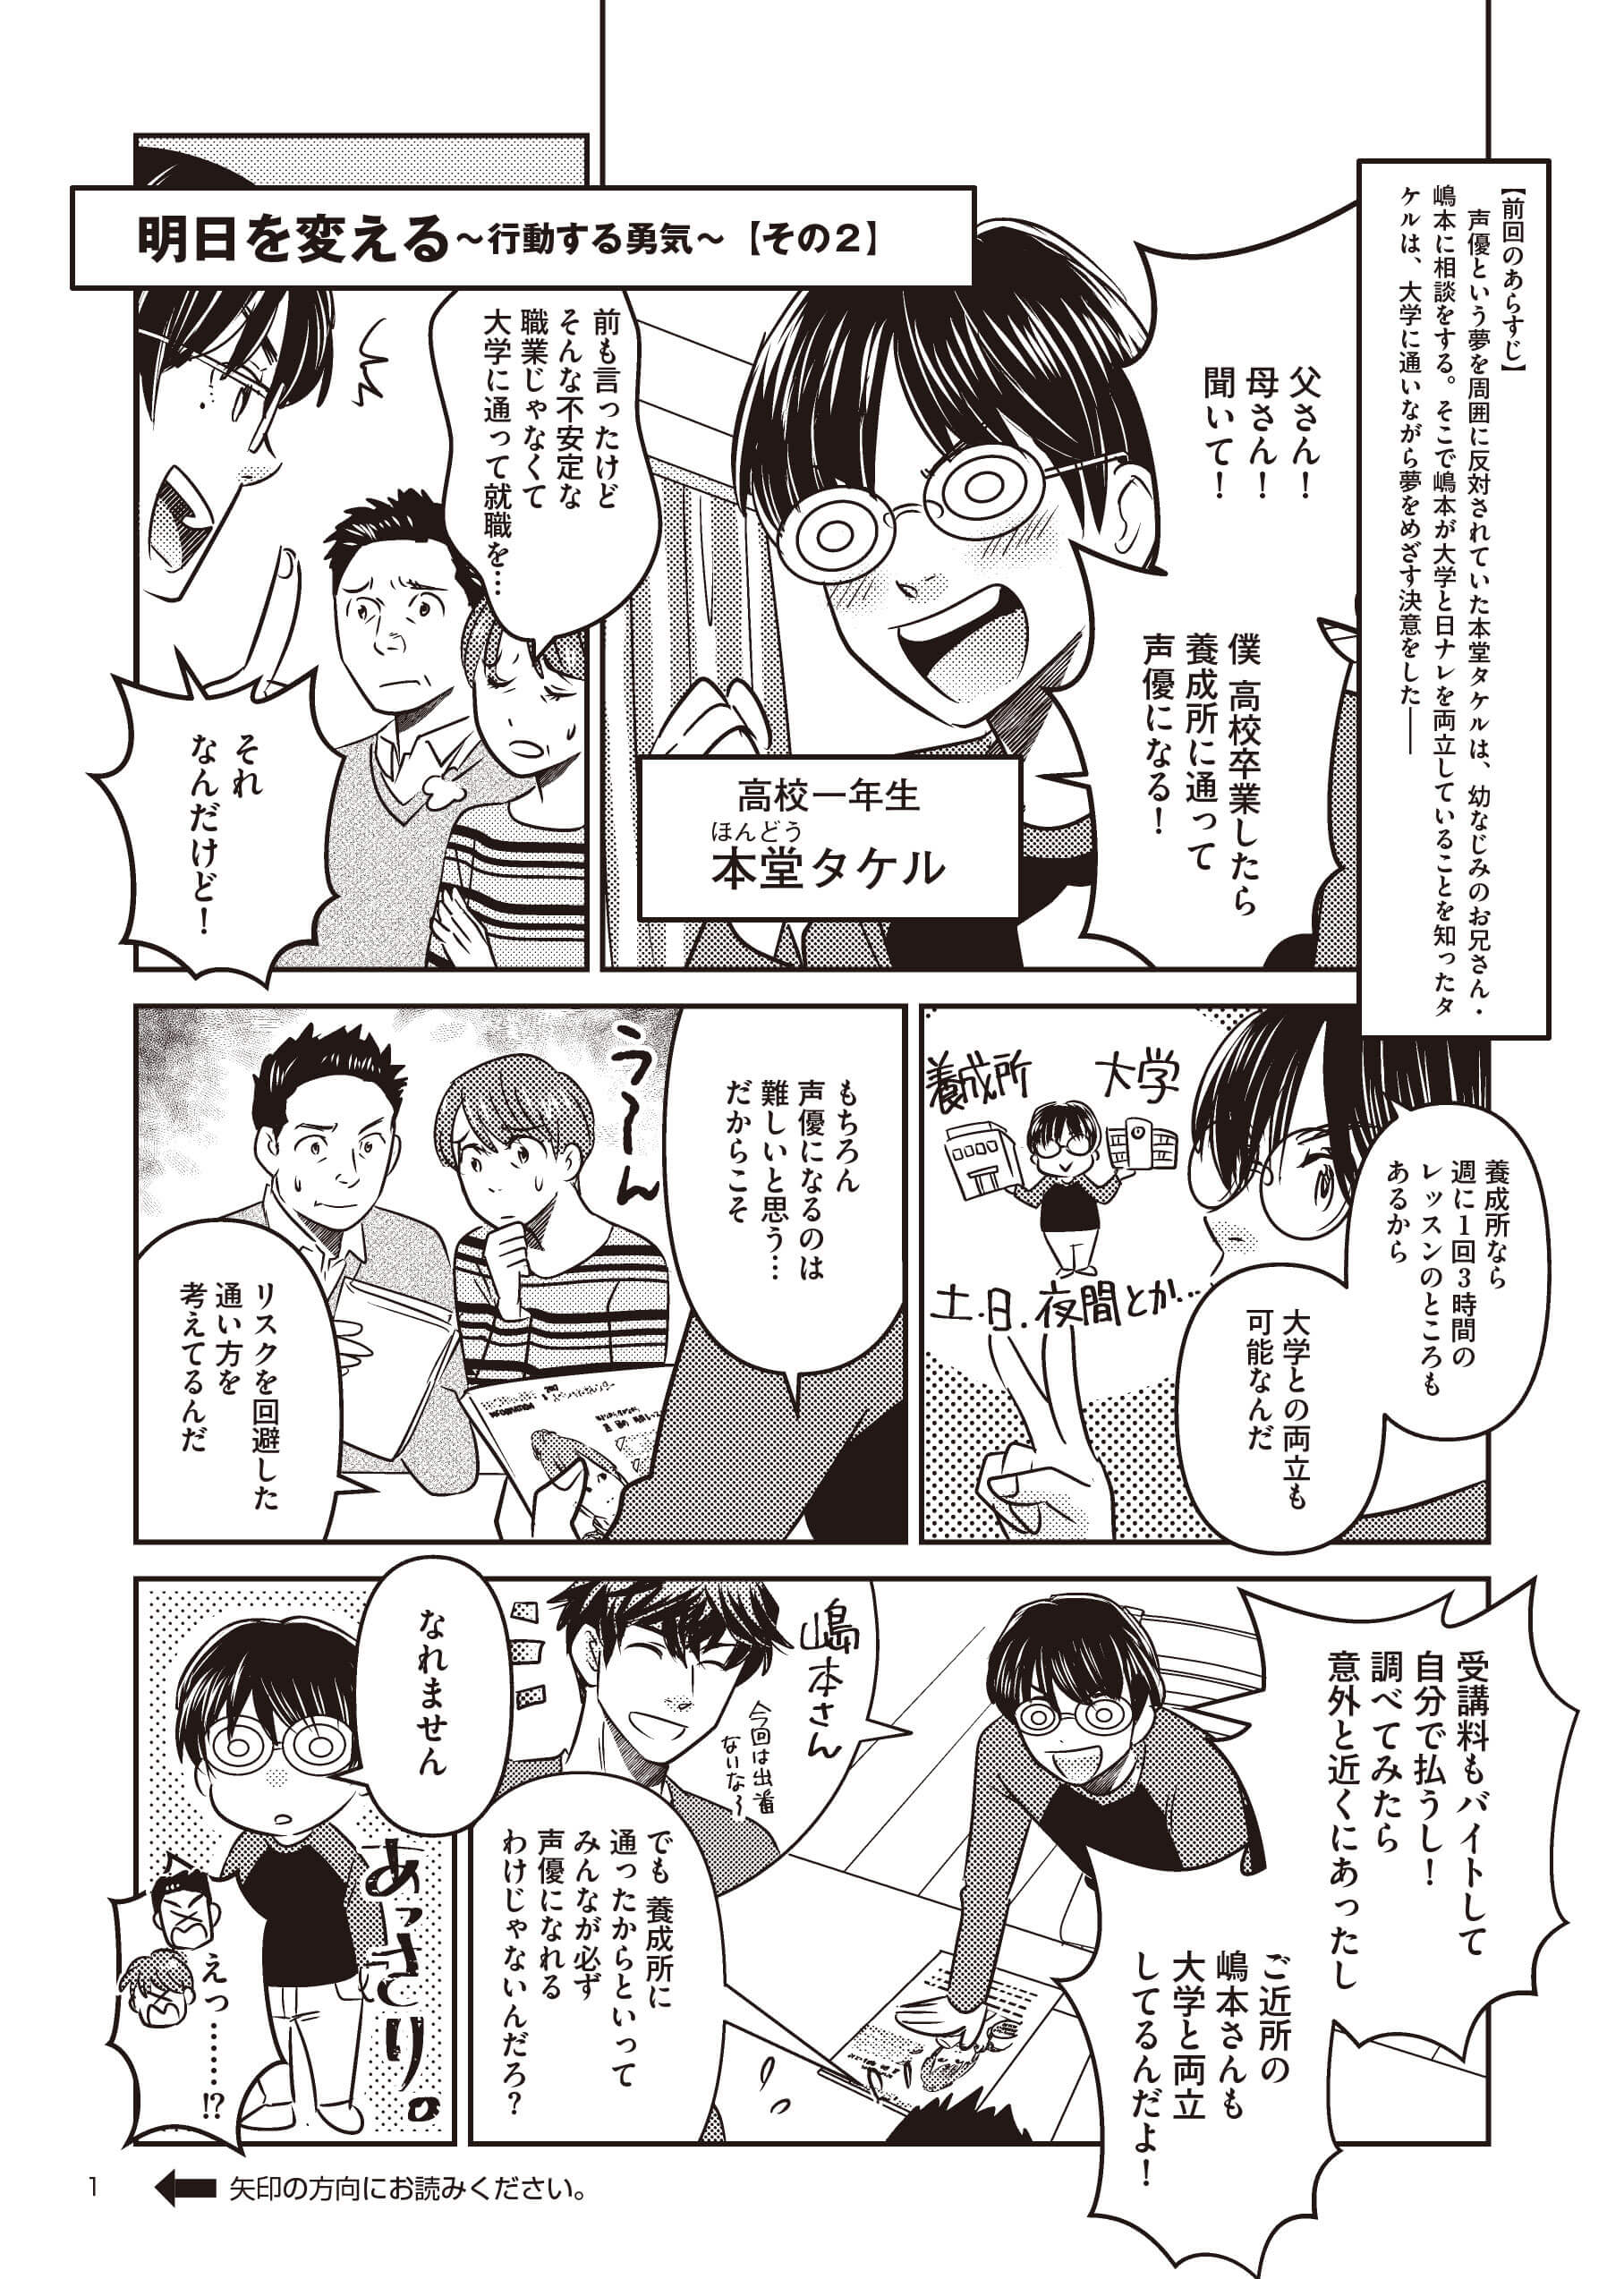 明日を変える～行動する勇気～【その２】
【前回のあらすじ】
声優という夢を周囲に反対されていた本堂タケルは、幼なじみのお兄さん・
嶋本に相談をする。そこで嶋本が大学と日ナレを両立していることを知ったタ
ケルは、大学に通いながら夢をめざす決意をした――
父さん！
母さん！
聞いて！
僕 高校卒業したら
養成所に通って
声優になる！
高校一年生
ほんどう
本堂タケル
前も言ったけど
そんな不安定な
職業じゃなくて
大学に通って就職を…
それ
なんだけど！
養成所なら
週に1回3時間の
レッスンのところも
あるから
大学との両立も
可能なんだ
大学
養成所
土.日.夜間とか…
もちろん
声優になるのは
難しいと思う…
だからこそ
う〜ん
リスクを回避した
通い方を
考えてるんだ
受講料もバイトして
自分で払うし！
調べてみたら
意外と近くにあったし
ご近所の
嶋本さんも
大学と両立
してるんだよ！
嶋本さん
今回は出番
ないな〜
でも 養成所に
通ったからといって
みんなが必ず
声優になれる
わけじゃないんだろ？
なれません
あっさり。
えっ……!?
1
矢印の方向にお読みください。